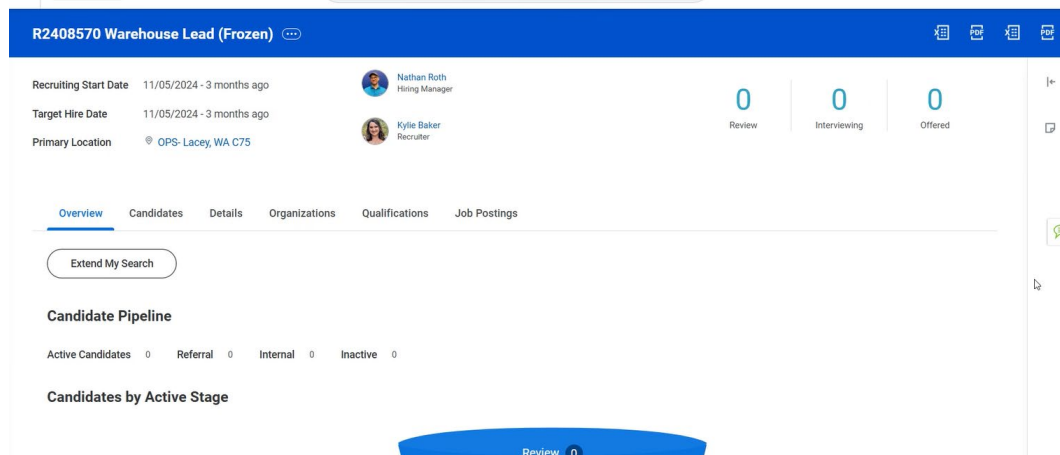 R2408570 Warehouse Lead (Frozen)
PDF
PDF
Recruiting Start Date 11/05/2024 - 3 months ago
Target Hire Date 11/05/2024 - 3 months ago
Primary Location OPS- Lacey, WA C75
Nathan Roth
Hiring Manager
Kylie Baker
Recruiter
0 0 0
Review Interviewing Offered
Overview Candidates Details Organizations Qualifications Job Postings
Extend My Search
Candidate Pipeline
Active Candidates 0 Referral 0 Internal 0 Inactive 0
Candidates by Active Stage
Review 0